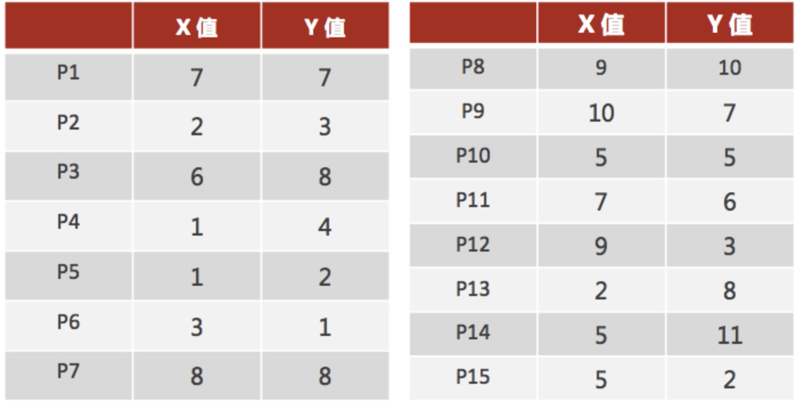 X 值 Y 值
P1 7 7
P2 2 3
P3 6 8
P4 1 4
P5 1 2
P6 3 1
P7 8 8
X 值 Y 值
P8 9 10
P9 10 7
P10 5 5
P11 7 6
P12 9 3
P13 2 8
P14 5 11
P15 5 2